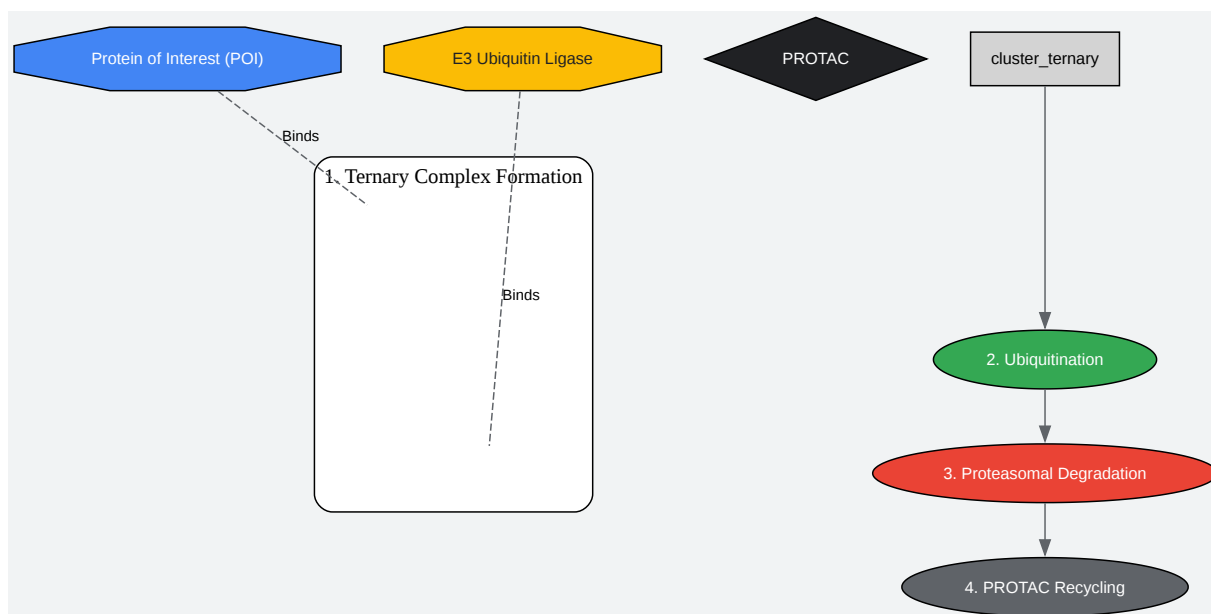 Protein of Interest (POI)
E3 Ubiquitin Ligase
PROTAC
cluster_ternary
Binds
1. Ternary Complex Formation
Binds
2. Ubiquitination
3. Proteasomal Degradation
4. PROTAC Recycling